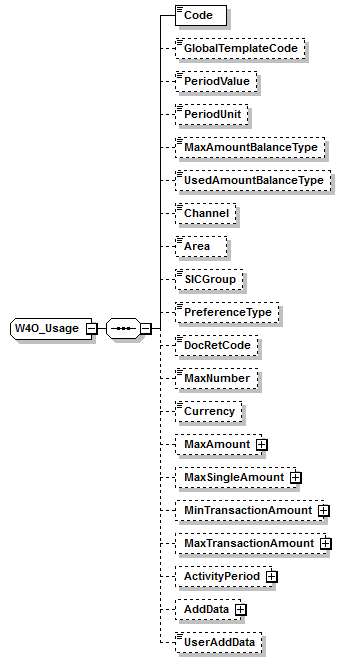 Code
GlobalTemplateCode
PeriodValue
PeriodUnit
MaxAmountBalanceType
UsedAmountBalanceType
Channel
Area
SICGroup
W4O_Usage
PreferenceType
DocRetCode
MaxNumber
Currency
MaxAmount
MaxSingleAmount
MinTransactionAmount
MaxTransactionAmount
ActivityPeriod
AddData
UserAddData